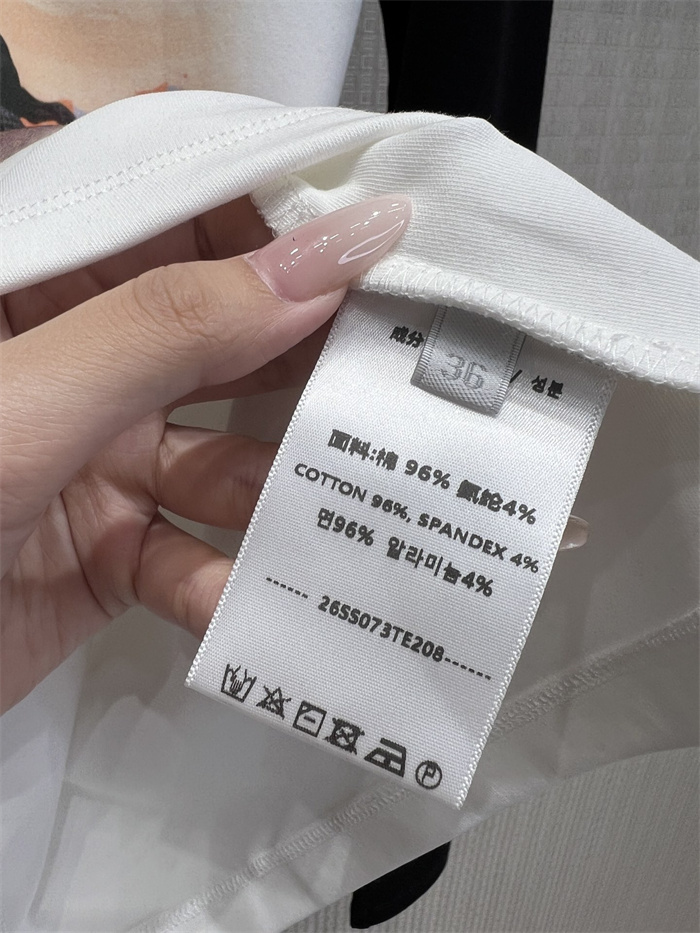 成分
36
/ 성분
面料:棉 96% 氨纶4%
COTTON 96%, SPANDEX 4%
면96% 알라미늄4%
------ 26SS073TE208------